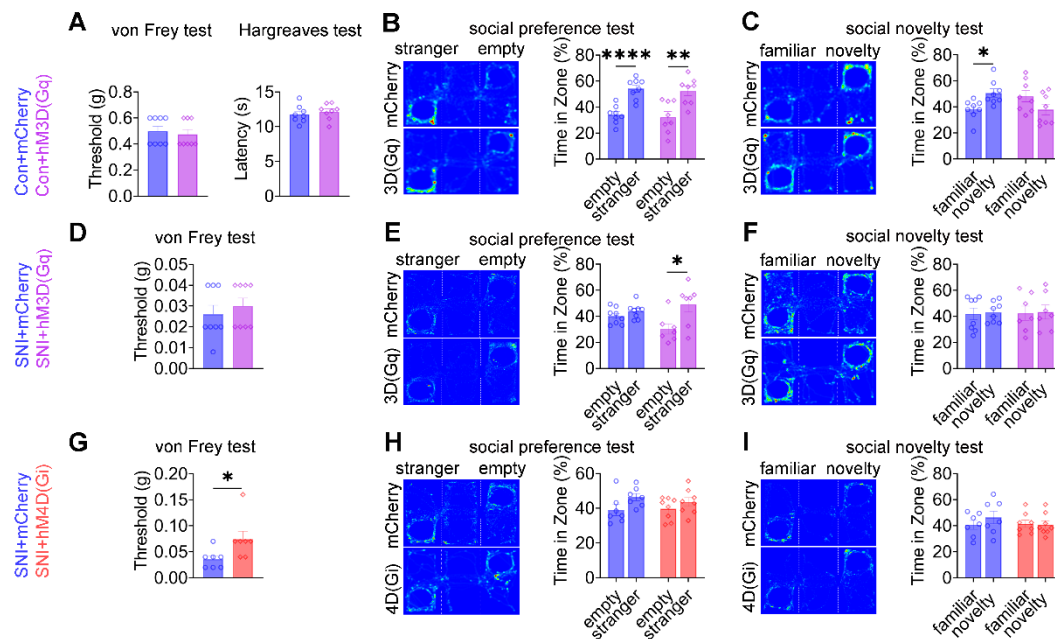 A
von Frey test
Hargreaves test
Con+mCherry
Con+hM3D(Gq)
Threshold (g)
0.8
0.6
0.4
0.2
0.0
Latency (s)
15
10
5
0
B
social preference test
stranger
empty
mCherry
3D(Gq)
Time in Zone (%)
80
60
40
20
0
****
**
empty
stranger
empty
stranger
C
social novelty test
familiar
novelty
mCherry
3D(Gq)
Time in Zone (%)
80
60
40
20
0
*
familiar
novelty
familiar
novelty
D
von Frey test
SNI+mCherry
SNI+hM3D(Gq)
Threshold (g)
0.05
0.04
0.03
0.02
0.01
0.00
E
social preference test
stranger
empty
mCherry
3D(Gq)
Time in Zone (%)
80
60
40
20
0
*
empty
stranger
empty
stranger
F
social novelty test
familiar
novelty
mCherry
3D(Gq)
Time in Zone (%)
80
60
40
20
0
familiar
novelty
familiar
novelty
G
von Frey test
SNI+mCherry
SNI+hM4D(Gi)
Threshold (g)
0.20
0.15
0.10
0.05
0.00
*
H
social preference test
stranger
empty
mCherry
4D(Gi)
Time in Zone (%)
80
60
40
20
0
empty
stranger
empty
stranger
I
social novelty test
familiar
novelty
mCherry
4D(Gi)
Time in Zone (%)
80
60
40
20
0
familiar
novelty
familiar
novelty